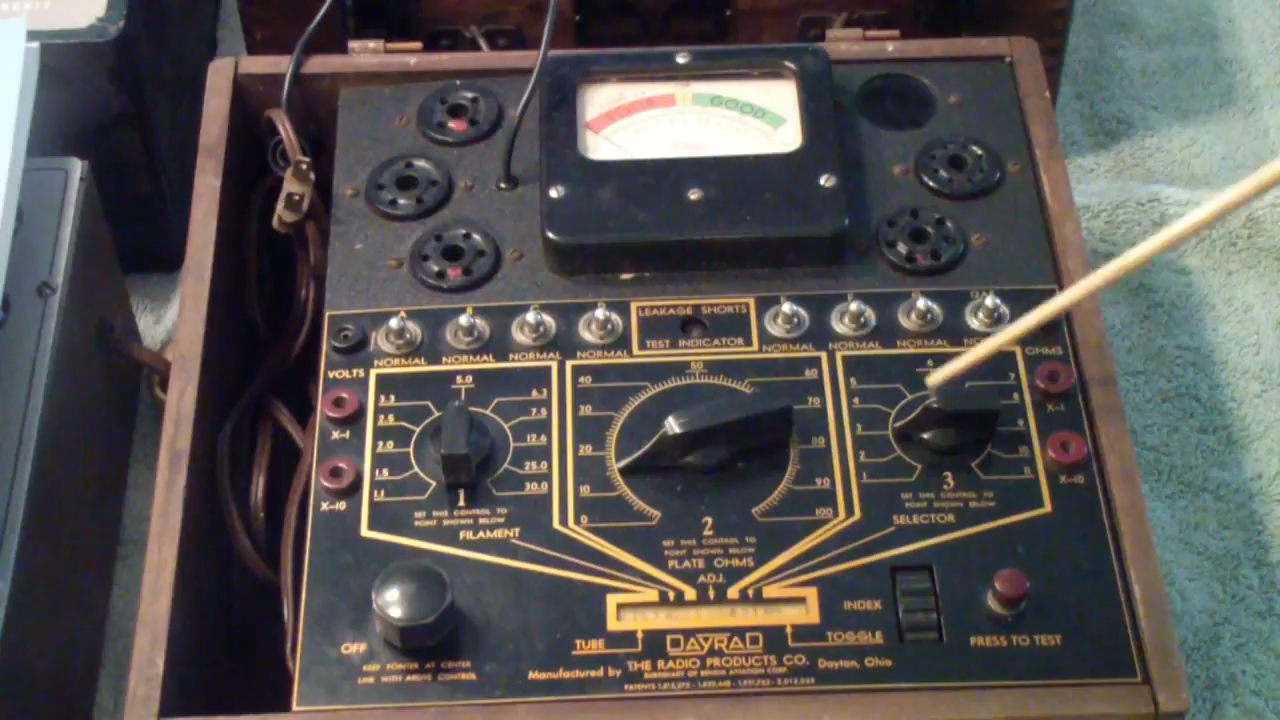 POOR GOOD
A B C D E F G
LEAKAGE SHORTS
TEST INDICATOR
NORMAL NORMAL NORMAL NORMAL NORMAL NORMAL NORMAL
VOLTS
X-1
X-10
OHMS
X-1
X-10
5.0
3.3 6.3
2.5 7.5
2.0 12.6
1.5 25.0
1.1 30.0
1
SET THIS CONTROL TO
POINT SHOWN BELOW
FILAMENT
50
40 60
30 70
20 80
10 90
0 100
2
SET THIS CONTROL TO
POINT SHOWN BELOW
PLATE OHMS
ADJ.
6
5 7
4 8
3 9
2 10
1 11
3
SET THIS CONTROL TO
POINT SHOWN BELOW
SELECTOR
OFF
KEEP POINTER AT CENTER
LINE WITH ABOVE CONTROL
TUBE
TOGGLE
INDEX
PRESS TO TEST
DAYRAD
Manufactured by THE RADIO PRODUCTS CO. Dayton, Ohio
SUBSIDIARY OF BENDIX AVIATION CORP.